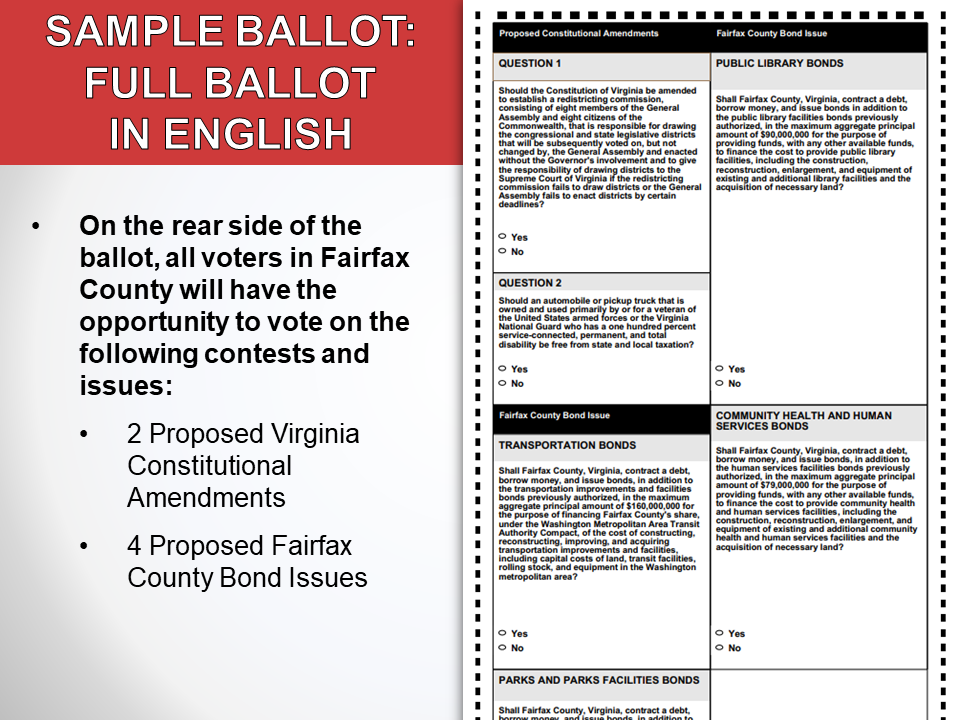 SAMPLE BALLOT:
FULL BALLOT
IN ENGLISH
• On the rear side of the
ballot, all voters in Fairfax
County will have the
opportunity to vote on the
following contests and
issues:
• 2 Proposed Virginia
Constitutional
Amendments
• 4 Proposed Fairfax
County Bond Issues
Proposed Constitutional Amendments
QUESTION 1
Should the Constitution of Virginia be amended
to establish a redistricting commission,
consisting of eight members of the General
Assembly and eight citizens of the
Commonwealth, that is responsible for drawing
the congressional and state legislative districts
that will be subsequently voted on, but not
changed by, the General Assembly and enacted
without the Governor's involvement and to give
the responsibility of drawing districts to the
Supreme Court of Virginia if the redistricting
commission fails to draw districts or the General
Assembly fails to enact districts by certain
deadlines?
Yes
No
QUESTION 2
Should an automobile or pickup truck that is
owned and used primarily by or for a veteran of
the United States armed forces or the Virginia
National Guard who has a one hundred percent
service-connected, permanent, and total
disability be free from state and local taxation?
Yes
No
Fairfax County Bond Issue
TRANSPORTATION BONDS
Shall Fairfax County, Virginia, contract a debt,
borrow money, and issue bonds, in addition to
the transportation improvements and facilities
bonds previously authorized, in the maximum
aggregate principal amount of $160,000,000 for
the purpose of financing Fairfax County's share,
under the Washington Metropolitan Area Transit
Authority Compact, of the cost of constructing,
reconstructing, improving, and acquiring
transportation improvements and facilities,
including capital costs of land, transit facilities,
rolling stock, and equipment in the Washington
metropolitan area?
Yes
No
PARKS AND PARKS FACILITIES BONDS
Shall Fairfax County, Virginia, contract a debt,
borrow money, and issue bonds, in addition to
Fairfax County Bond Issue
PUBLIC LIBRARY BONDS
Shall Fairfax County, Virginia, contract a debt,
borrow money, and issue bonds in addition to
the public library facilities bonds previously
authorized, in the maximum aggregate principal
amount of $90,000,000 for the purpose of
providing funds, with any other available funds,
to finance the cost to provide public library
facilities, including the construction,
reconstruction, enlargement, and equipment of
existing and additional library facilities and the
acquisition of necessary land?
Yes
No
COMMUNITY HEALTH AND HUMAN
SERVICES BONDS
Shall Fairfax County, Virginia, contract a debt,
borrow money, and issue bonds, in addition to
the human services facilities bonds previously
authorized, in the maximum aggregate principal
amount of $79,000,000 for the purpose of
providing funds, with any other available funds,
to finance the cost to provide community health
and human services facilities, including the
construction, reconstruction, enlargement, and
equipment of existing and additional community
health and human services facilities and the
acquisition of necessary land?
Yes
No